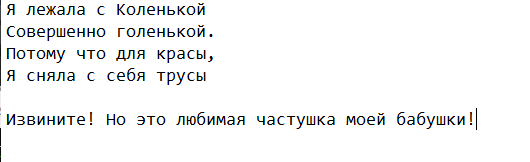 Я лежала с Коленькой
Совершенно голенькой.
Потому что для красы,
Я сняла с себя трусы
Извините! Но это любимая частушка моей бабушки!